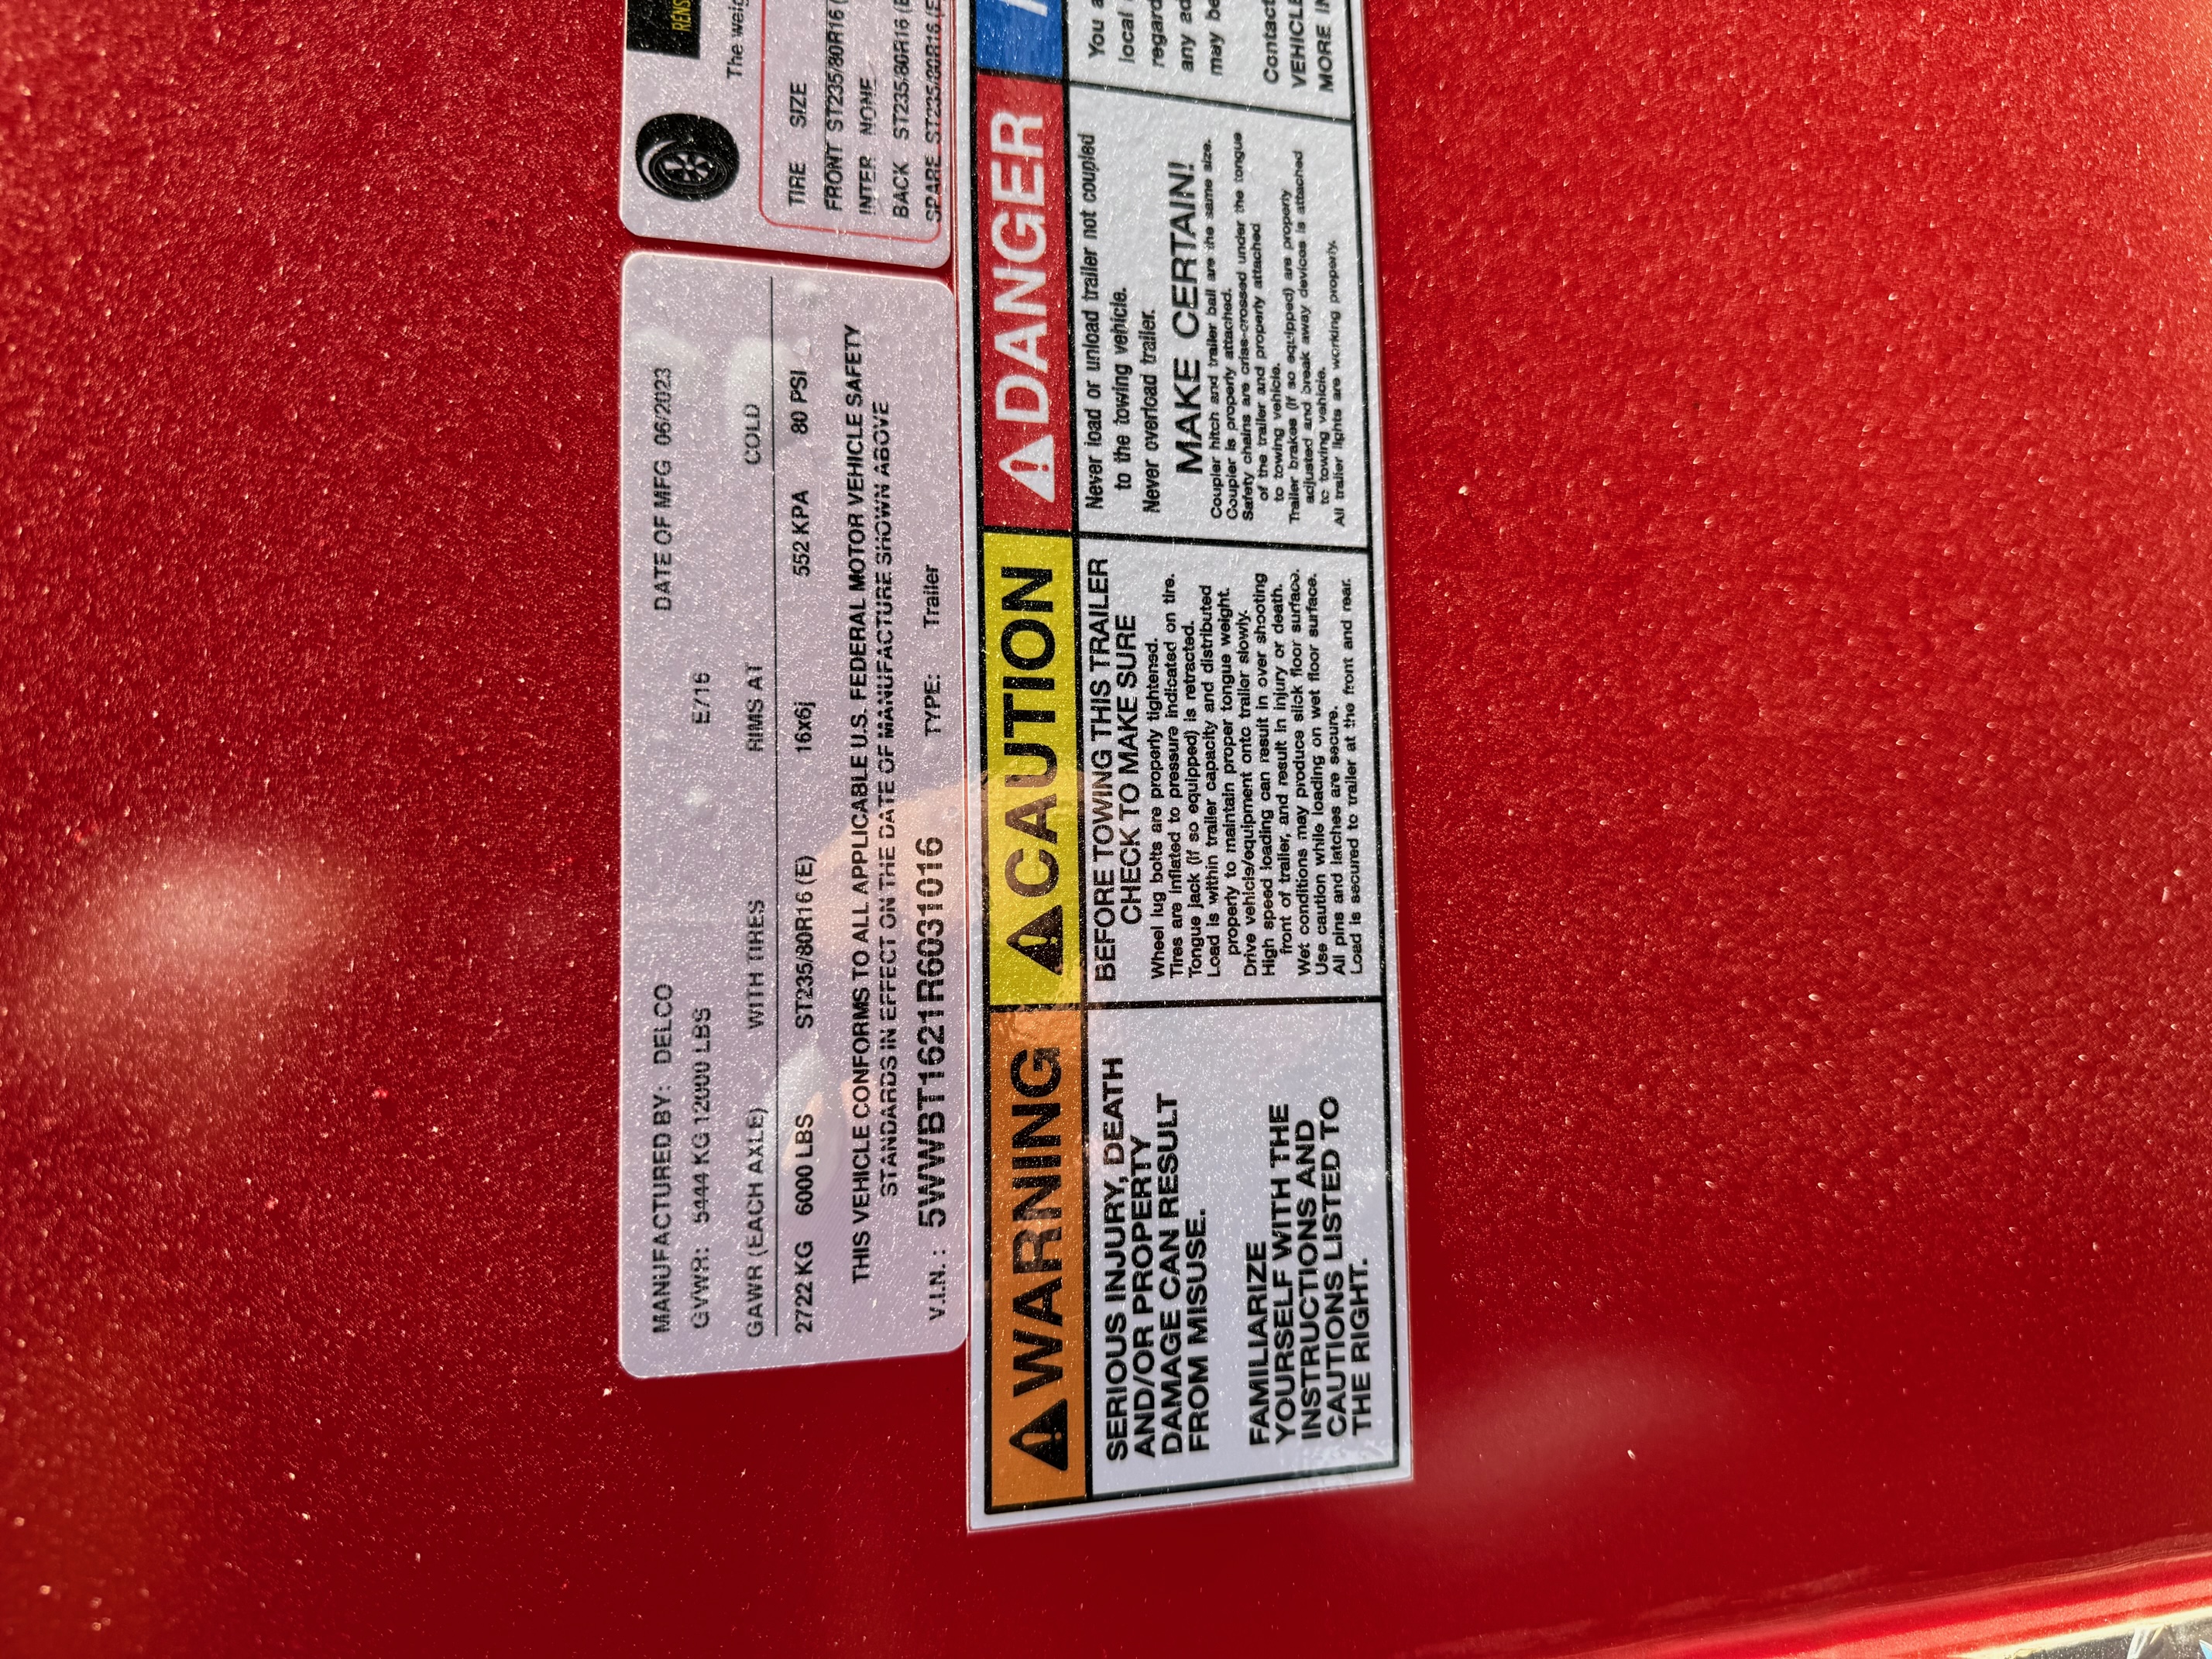 MANUFACTURED BY: DELCO DATE OF MFG 06/2023
GVWR: 5444 KG 12000 LBS E/16
GAWR (EACH AXLE) WITH TIRES RIMS AT COLD
2722 KG 6000 LBS ST235/80R16 (E) 16x6j 552 KPA 80 PSI
THIS VEHICLE CONFORMS TO ALL APPLICABLE U.S. FEDERAL MOTOR VEHICLE SAFETY
STANDARDS IN EFFECT ON THE DATE OF MANUFACTURE SHOWN ABOVE
V.I.N.: 5WWBT1621R6031016 TYPE: Trailer
The
TIRE SIZE
FRONT ST235/80R16
INTER NONE
BACK ST235/80R16
SPARE ST235/80R16
WARNING
SERIOUS INJURY, DEATH
AND/OR PROPERTY
DAMAGE CAN RESULT
FROM MISUSE.
FAMILIARIZE
YOURSELF WITH THE
INSTRUCTIONS AND
CAUTIONS LISTED TO
THE RIGHT.
CAUTION
BEFORE TOWING THIS TRAILER
CHECK TO MAKE SURE
Wheel lug bolts are properly tightened.
Tires are inflated to pressure indicated on tire.
Tongue jack (if so equipped) is retracted.
Load is within trailer capacity and distributed
properly to maintain proper tongue weight.
Drive vehicle/equipment onto trailer slowly.
High speed loading can result in over shooting
front of trailer, and result in injury or death.
Wet conditions may produce slick floor surface.
Use caution while loading on wet floor surface.
All pins and latches are secure.
Load is secured to trailer at the front and rear.
DANGER
Never load or unload trailer not coupled
to the towing vehicle.
Never overload trailer.
MAKE CERTAIN!
Coupler hitch and trailer ball are the same size.
Coupler is properly attached.
Safety chains are criss-crossed under the tongue
of the trailer and properly attached
to towing vehicle.
Trailer brakes (if so equipped) are properly
adjusted and break away devices is attached
to towing vehicle.
All trailer lights are working properly.
You
local
any
may be
Contact
VEHICLE
MORE